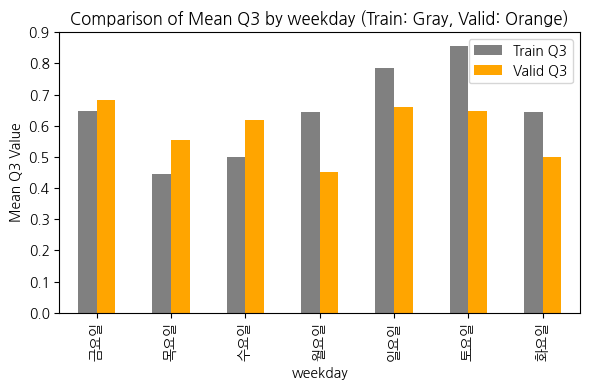 Comparison of Mean Q3 by weekday (Train: Gray, Valid: Orange)
Train Q3
Valid Q3
Mean Q3 Value
0.9
0.8
0.7
0.6
0.5
0.4
0.3
0.2
0.1
0.0
금요일
목요일
수요일
월요일
일요일
토요일
화요일
weekday